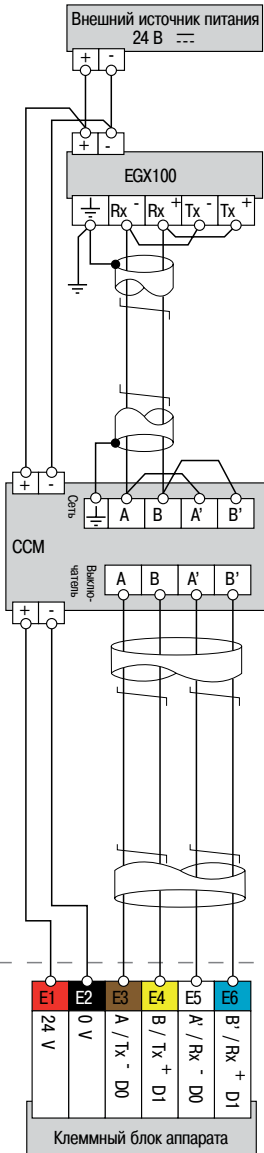 Внешний источник питания
24 В ⎓
+ -
+ -
EGX100
⏚ Rx - Rx + Tx - Tx +
+ -
Сеть
⏚ A B A' B'
CCM
Выклю-
чатель
A B A' B'
+ -
E1 E2 E3 E4 E5 E6
24 V
0 V
A / Tx - D0
B / Tx + D1
A' / Rx - D0
B' / Rx + D1
Клеммный блок аппарата